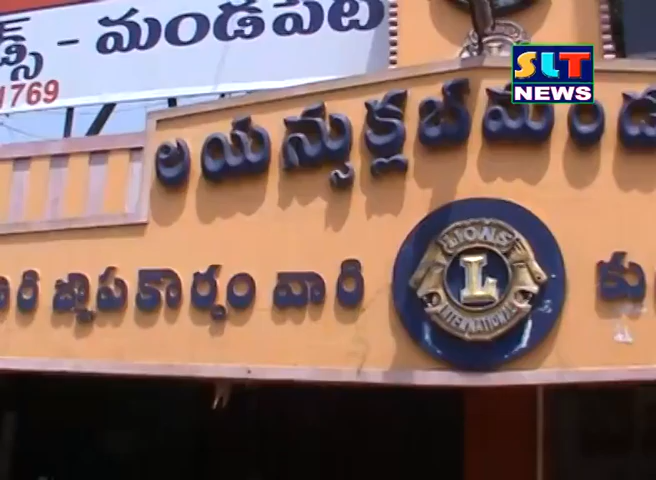 డ్స్ - మండపేట
1769
SLT
NEWS
లయన్సుక్లబ్ మండ
రి జ్ఞాపకార్థం వారి
LIONS
L
INTERNATIONAL
కు